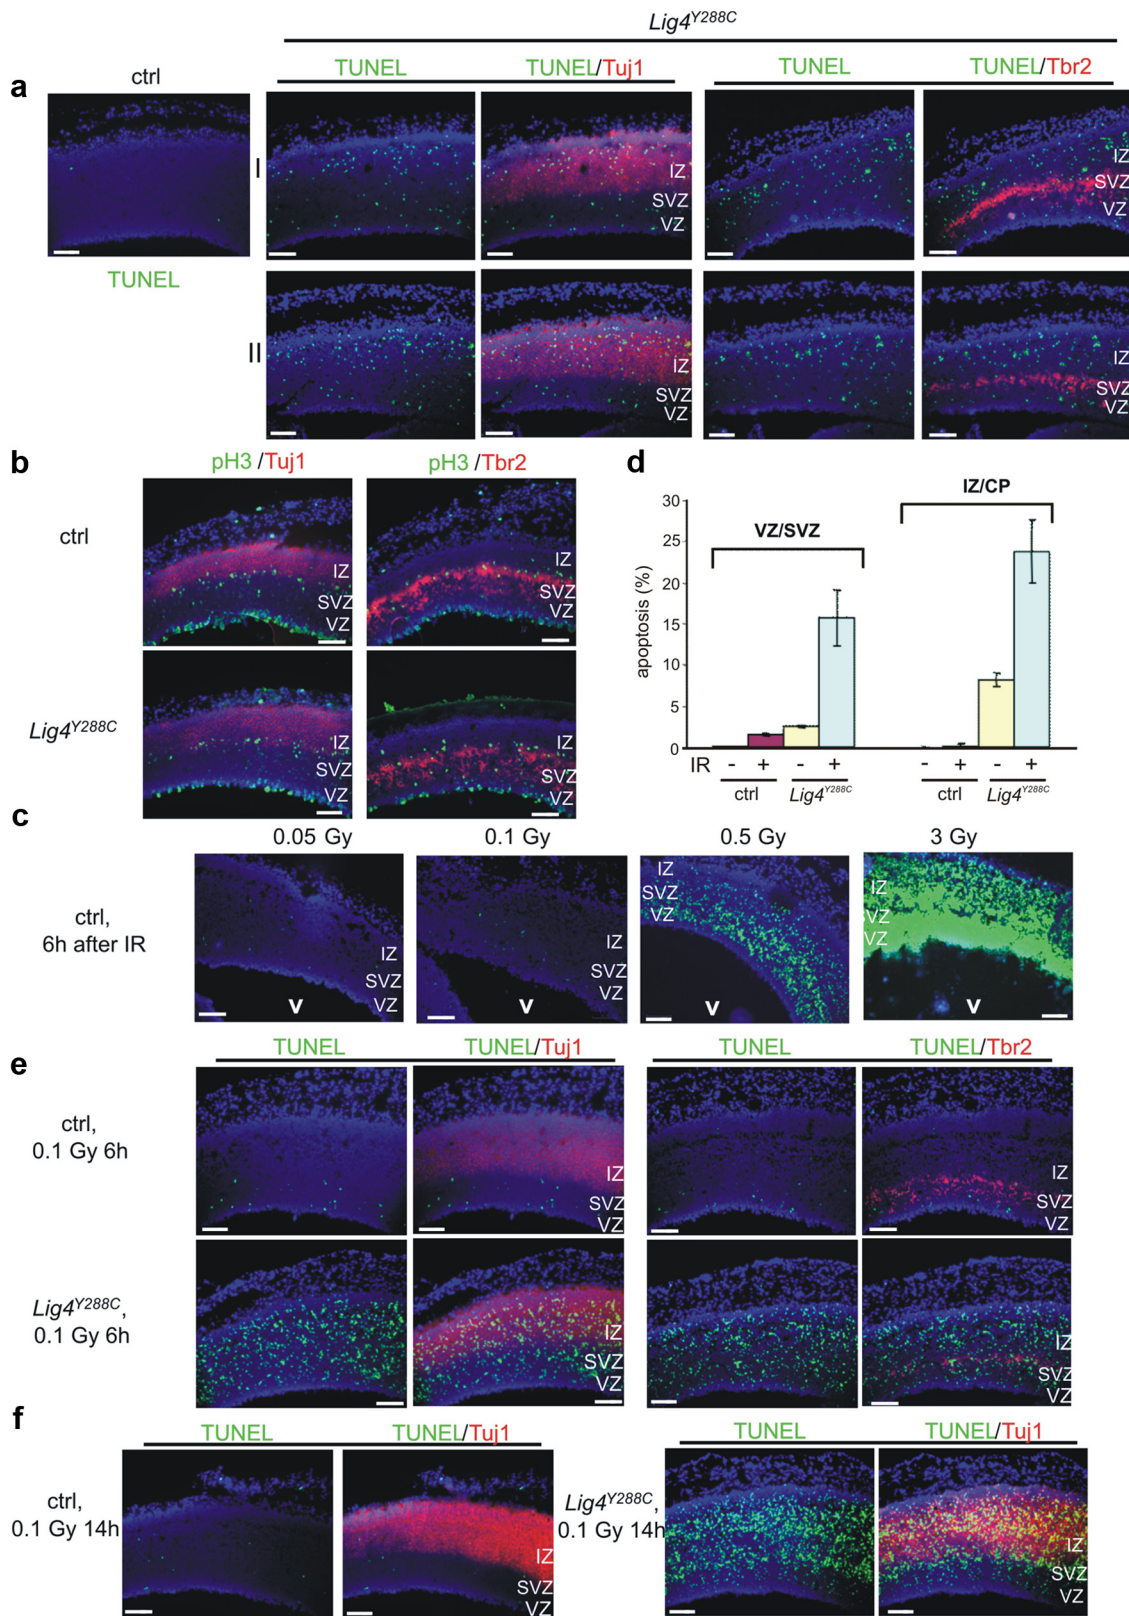 Lig4Y288C
a
ctrl
TUNEL
TUNEL/Tuj1
TUNEL
TUNEL/Tbr2
I
IZ
SVZ
VZ
IZ
SVZ
VZ
TUNEL
II
IZ
SVZ
VZ
IZ
SVZ
VZ
b
pH3 /Tuj1
pH3 /Tbr2
ctrl
IZ
SVZ
VZ
IZ
SVZ
VZ
Lig4Y288C
IZ
SVZ
VZ
IZ
SVZ
VZ
d
IZ/CP
VZ/SVZ
apoptosis (%)
30
25
20
15
10
5
0
IR - + - + - + - +
ctrl Lig4Y288C ctrl Lig4Y288C
c
0.05 Gy
0.1 Gy
0.5 Gy
3 Gy
ctrl,
6h after IR
IZ
SVZ
VZ
V
IZ
SVZ
VZ
V
IZ
SVZ
VZ
V
IZ
VZ
VZ
V
e
TUNEL
TUNEL/Tuj1
TUNEL
TUNEL/Tbr2
ctrl,
0.1 Gy 6h
IZ
SVZ
VZ
IZ
SVZ
VZ
Lig4Y288C,
0.1 Gy 6h
IZ
SVZ
VZ
IZ
SVZ
VZ
f
TUNEL
TUNEL/Tuj1
TUNEL
TUNEL/Tuj1
ctrl,
0.1 Gy 14h
IZ
SVZ
VZ
Lig4Y288C,
0.1 Gy 14h
IZ
SVZ
VZ